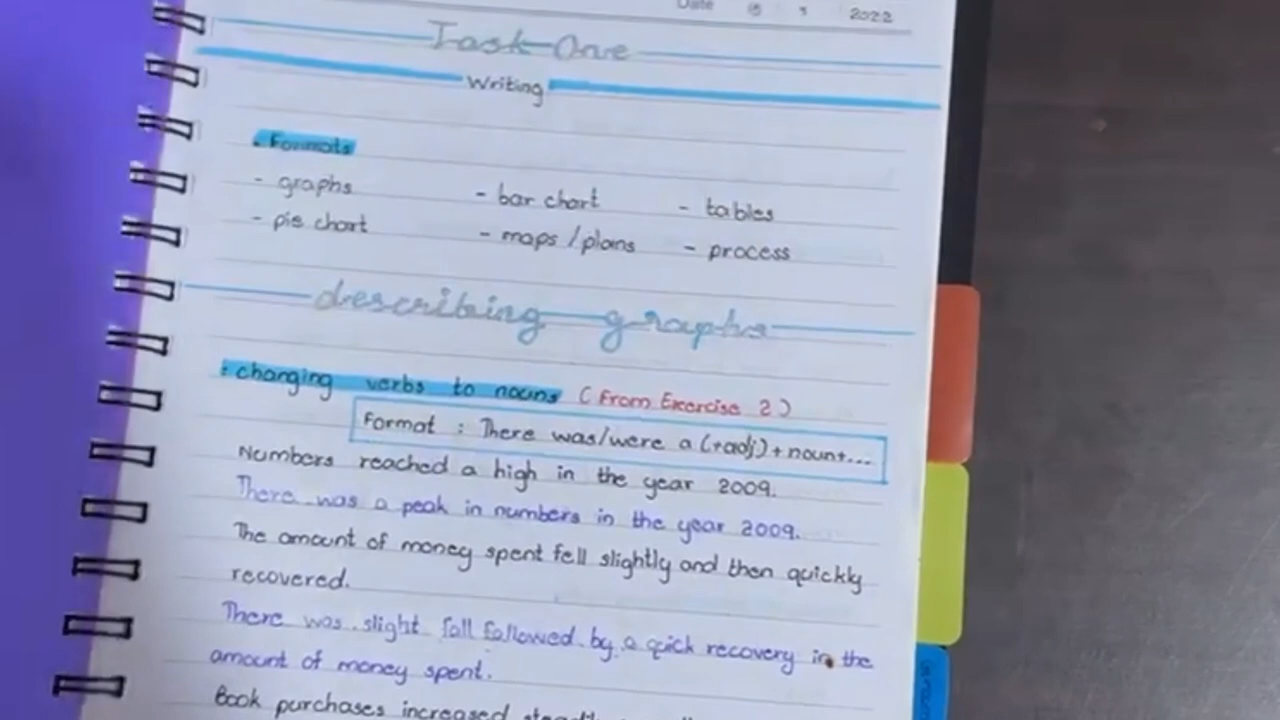 Date 15 3 2022
Task One
Writing
. Formats
- graphs - bar chart - tables
- pie chart - maps / plans - process
describing graphs
: changing verbs to nouns ( From Exercise 2 )
Format : There was/were a (+adj) + noun+...
Numbers reached a high in the year 2009.
There was a peak in numbers in the year 2009.
The amount of money spent fell slightly and then quickly
recovered.
There was slight fall followed by a quick recovery in the
amount of money spent.
Book purchases increased